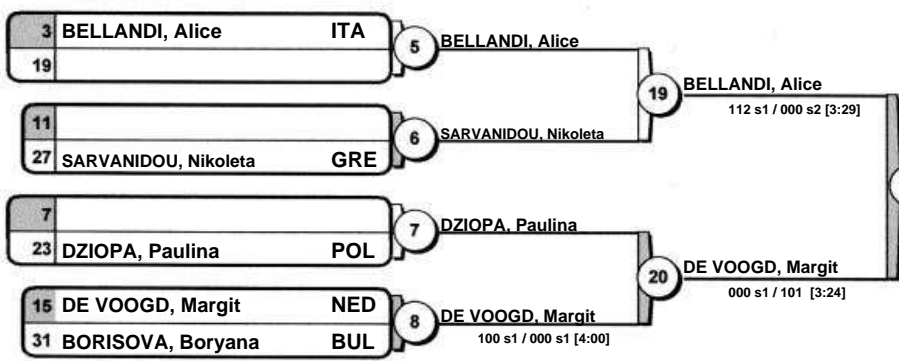 3 BELLANDI, Alice ITA
19
5 BELLANDI, Alice
11
27 SARVANIDOU, Nikoleta GRE
6 SARVANIDOU, Nikoleta
19 BELLANDI, Alice
112 s1 / 000 s2 [3:29]
7
23 DZIOPA, Paulina POL
7 DZIOPA, Paulina
15 DE VOOGD, Margit NED
31 BORISOVA, Boryana BUL
8 DE VOOGD, Margit
100 s1 / 000 s1 [4:00]
20 DE VOOGD, Margit
000 s1 / 101 [3:24]